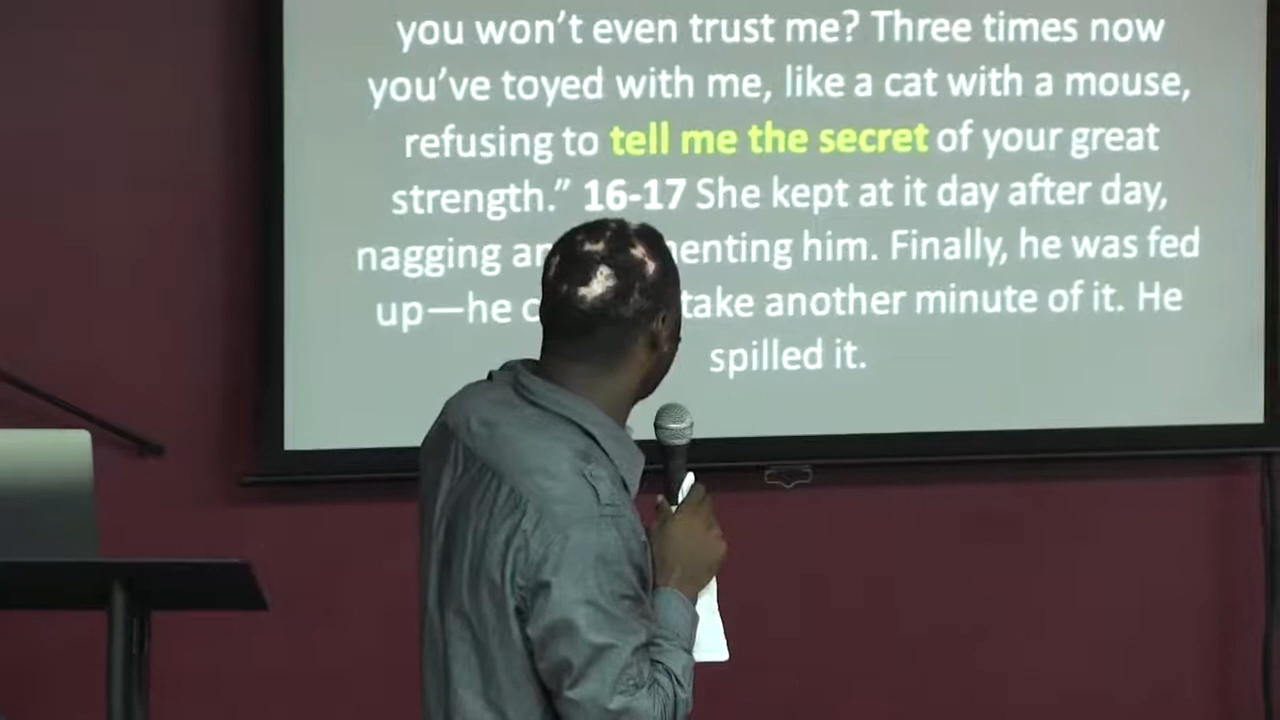 you won't even trust me? Three times now
you've toyed with me, like a cat with a mouse,
refusing to tell me the secret of your great
strength." 16-17 She kept at it day after day,
nagging him. Finally, he was fed
up—he take another minute of it. He
spilled it.